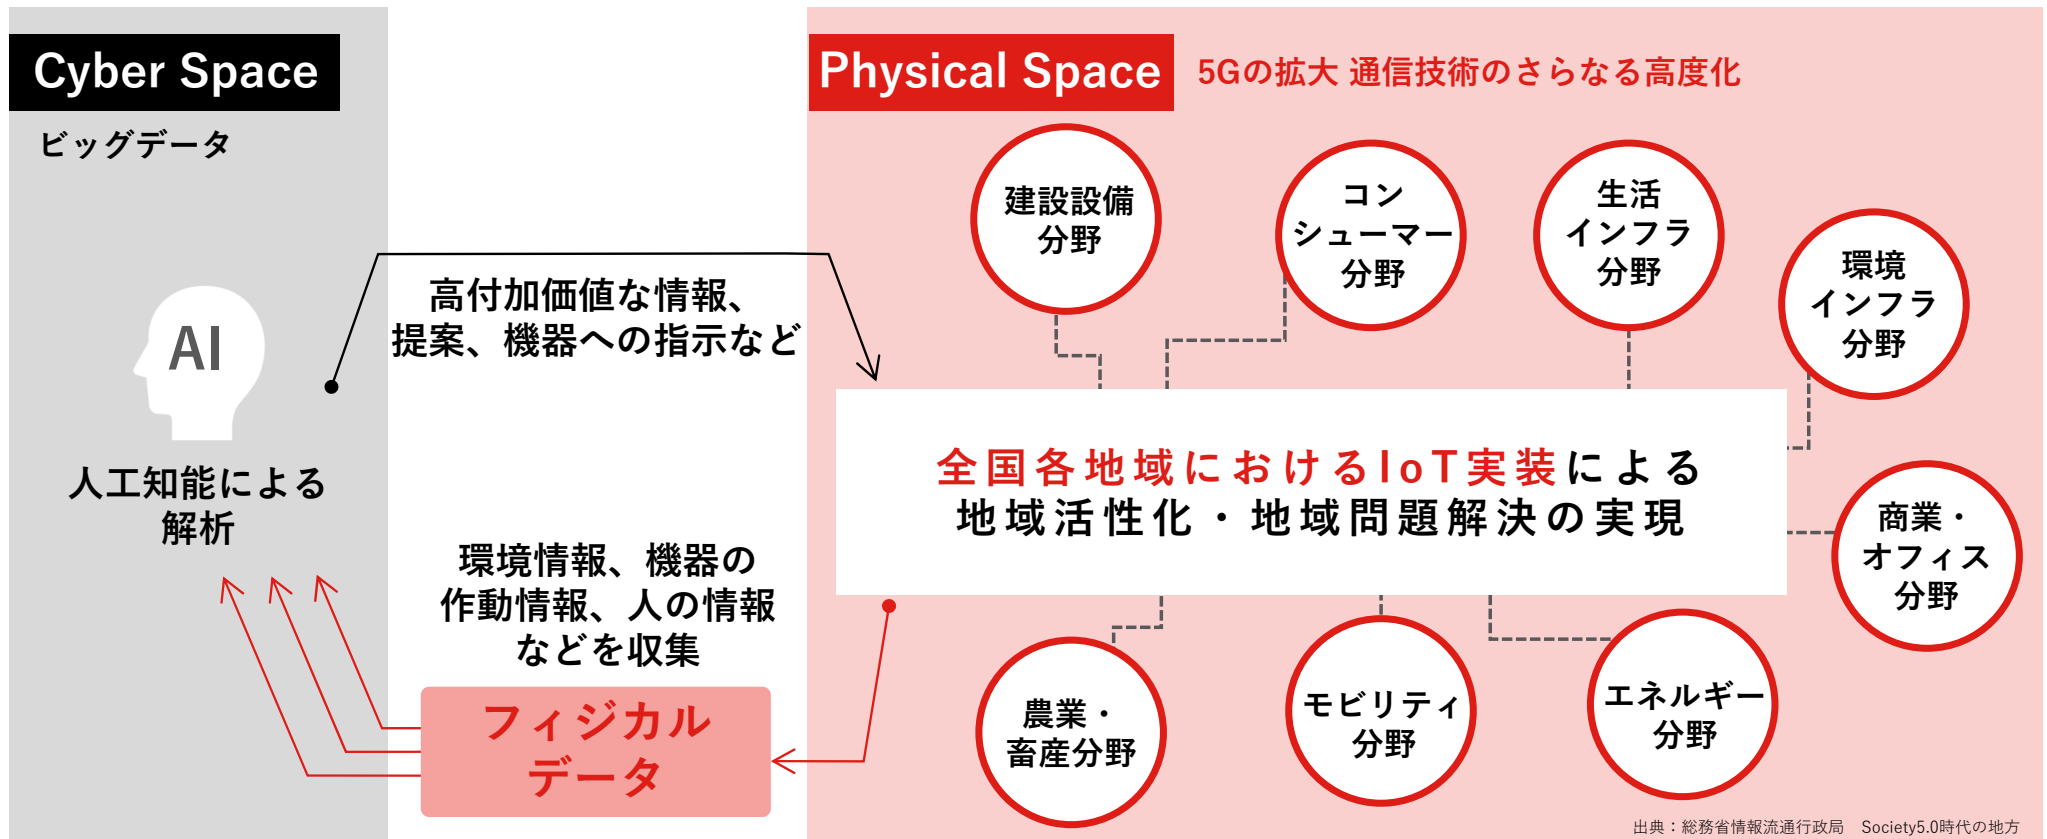 Cyber Space
ビッグデータ
AI
人工知能による
解析
高付加価値な情報、
提案、機器への指示など
環境情報、機器の
作動情報、人の情報
などを収集
フィジカル
データ
Physical Space
5Gの拡大 通信技術のさらなる高度化
建設設備
分野
コン
シューマー
分野
生活
インフラ
分野
環境
インフラ
分野
全国各地域におけるIoT実装による
地域活性化・地域問題解決の実現
商業・
オフィス
分野
農業・
畜産分野
モビリティ
分野
エネルギー
分野
出典：総務省情報流通行政局　Society5.0時代の地方